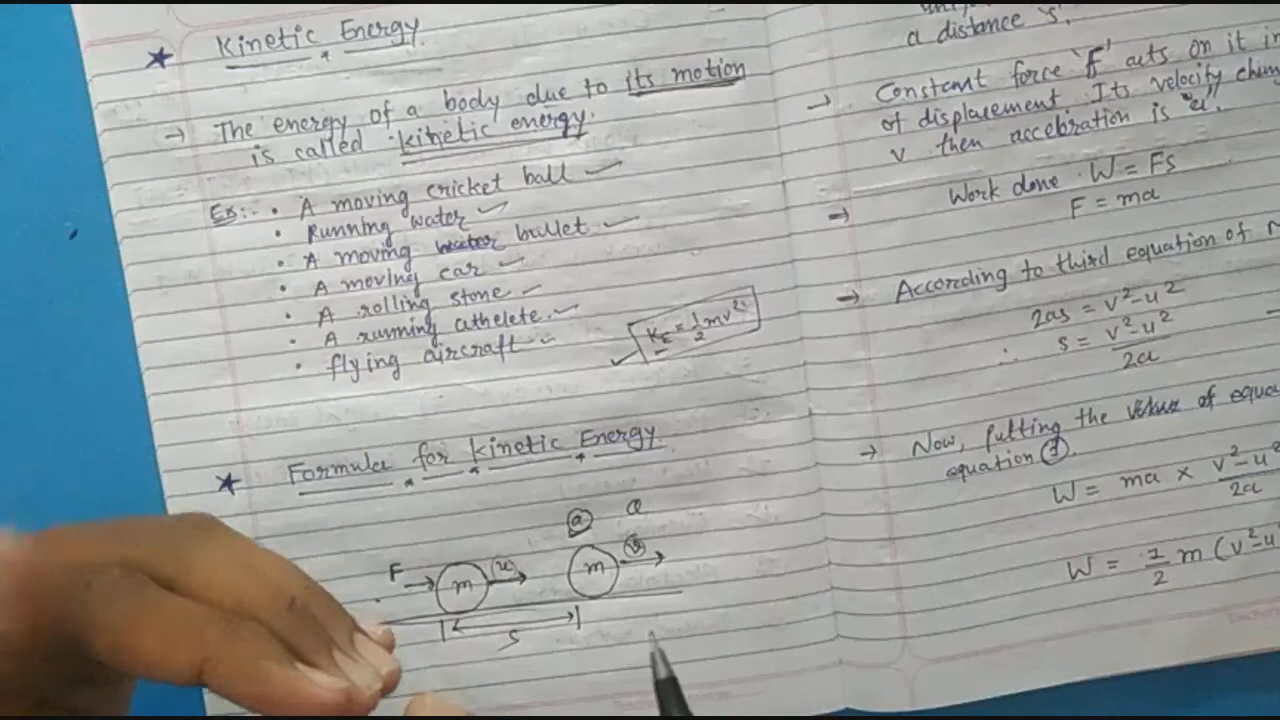 ★ Kinetic Energy
→ The energy of a body due to its motion
is called kinetic energy.
Ex:- • A moving cricket ball
• Running water
• A moving bullet
• A moving car
• A rolling stone
• A running athelete.
• flying aircraft
KE = 1/2 mv²
★ Formula for Kinetic Energy
a a
F m u m v
s
a distance 's'.
→ Constant force 'F' acts on it in
of displacement. Its velocity
v then accelration is "a".
Work done W = Fs
→ F = ma
→ According to third equation of
2as = v² - u²
∴ s = v² - u² / 2a
→ Now, putting the value of
equation ①.
W = ma × v² - u² / 2a
W = 1/2 m (v² - u